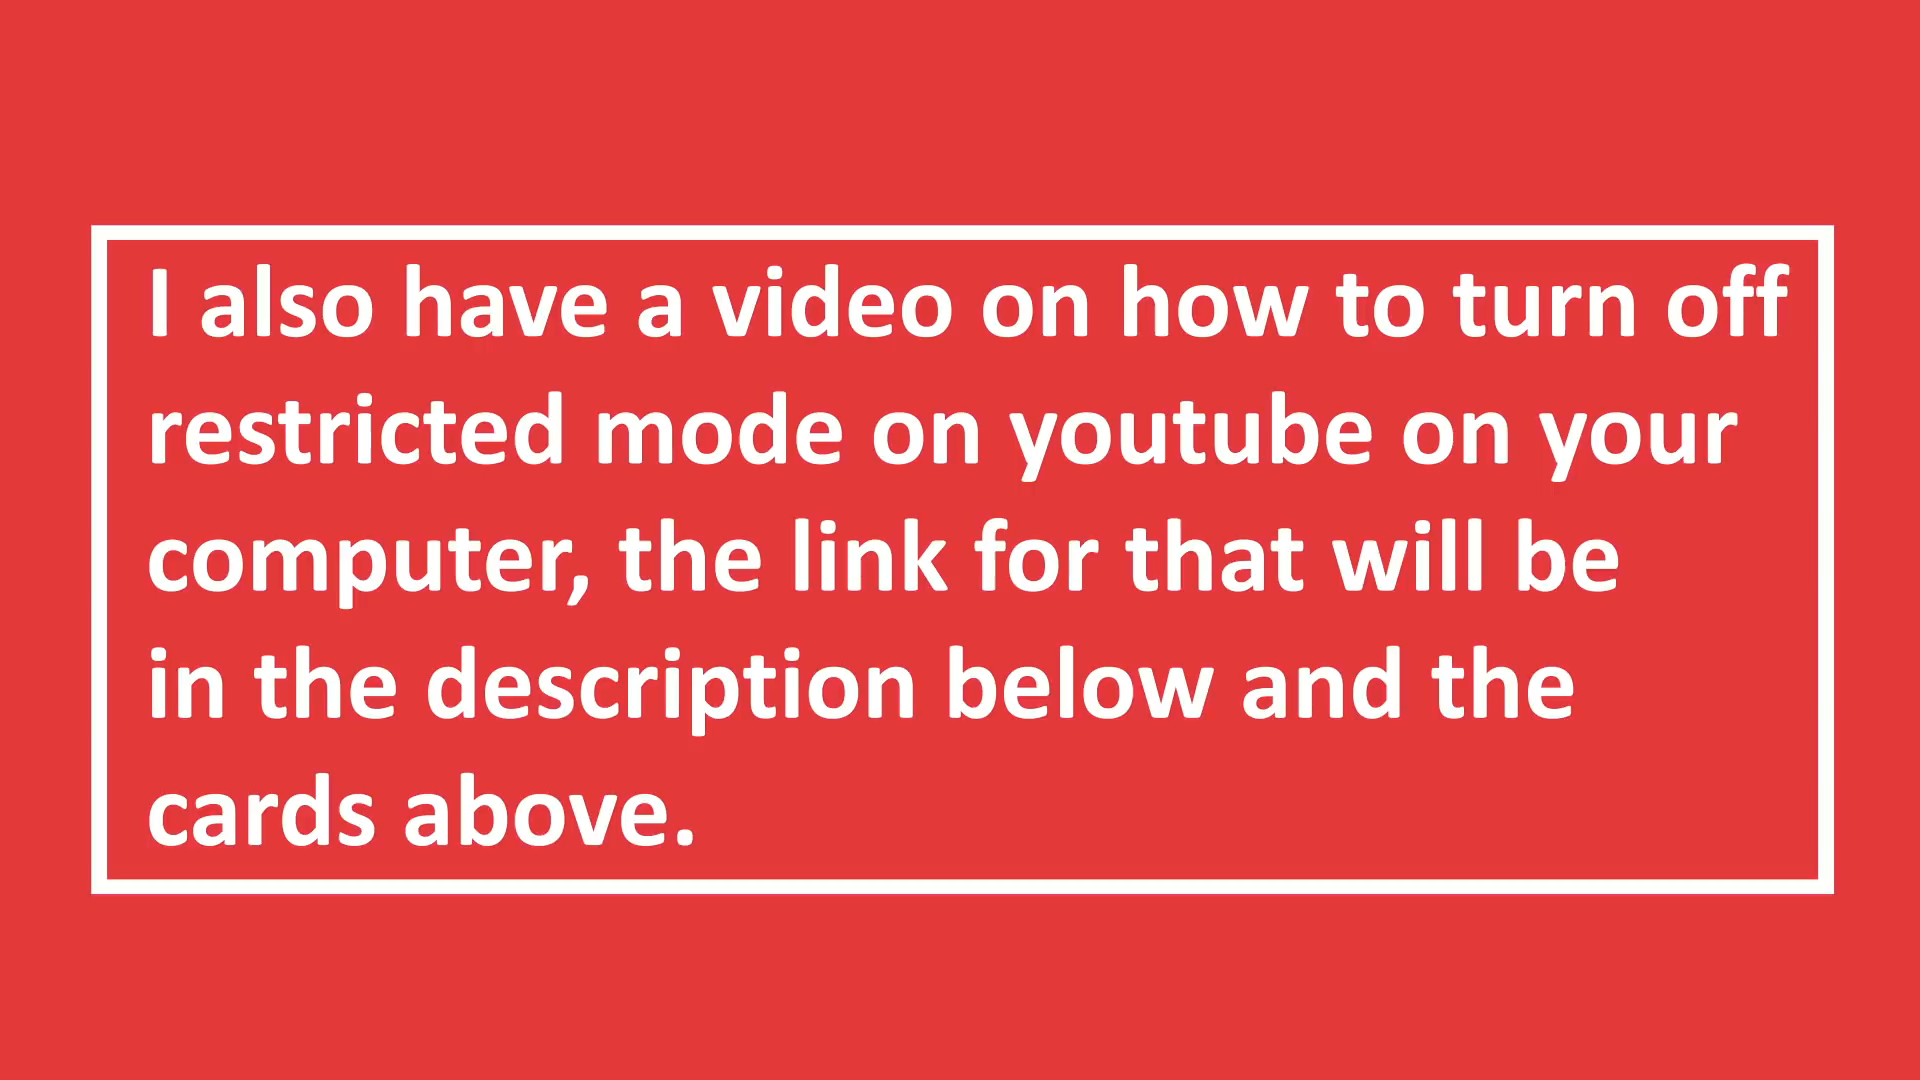 I also have a video on how to turn off
restricted mode on youtube on your
computer, the link for that will be
in the description below and the
cards above.